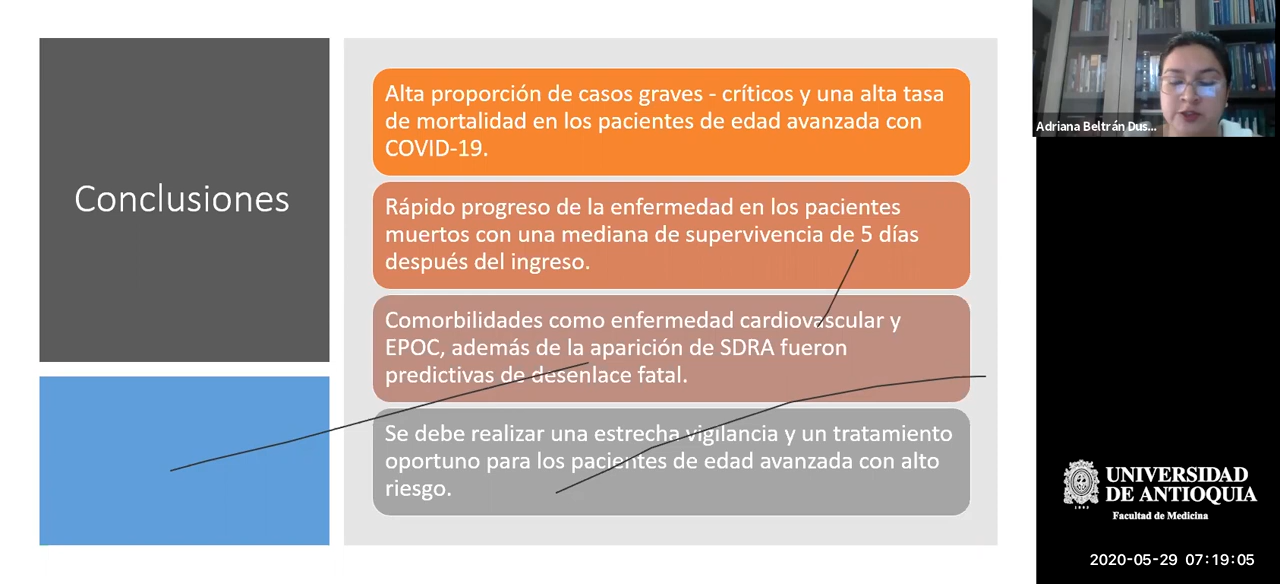 Conclusiones
Alta proporción de casos graves - críticos y una alta tasa
de mortalidad en los pacientes de edad avanzada con
COVID-19.
Rápido progreso de la enfermedad en los pacientes
muertos con una mediana de supervivencia de 5 días
después del ingreso.
Comorbilidades como enfermedad cardiovascular y
EPOC, además de la aparición de SDRA fueron
predictivas de desenlace fatal.
Se debe realizar una estrecha vigilancia y un tratamiento
oportuno para los pacientes de edad avanzada con alto
riesgo.
Adriana Beltrán Dus...
UNIVERSIDAD
DE ANTIOQUIA
1803
Facultad de Medicina
2020-05-29 07:19:05